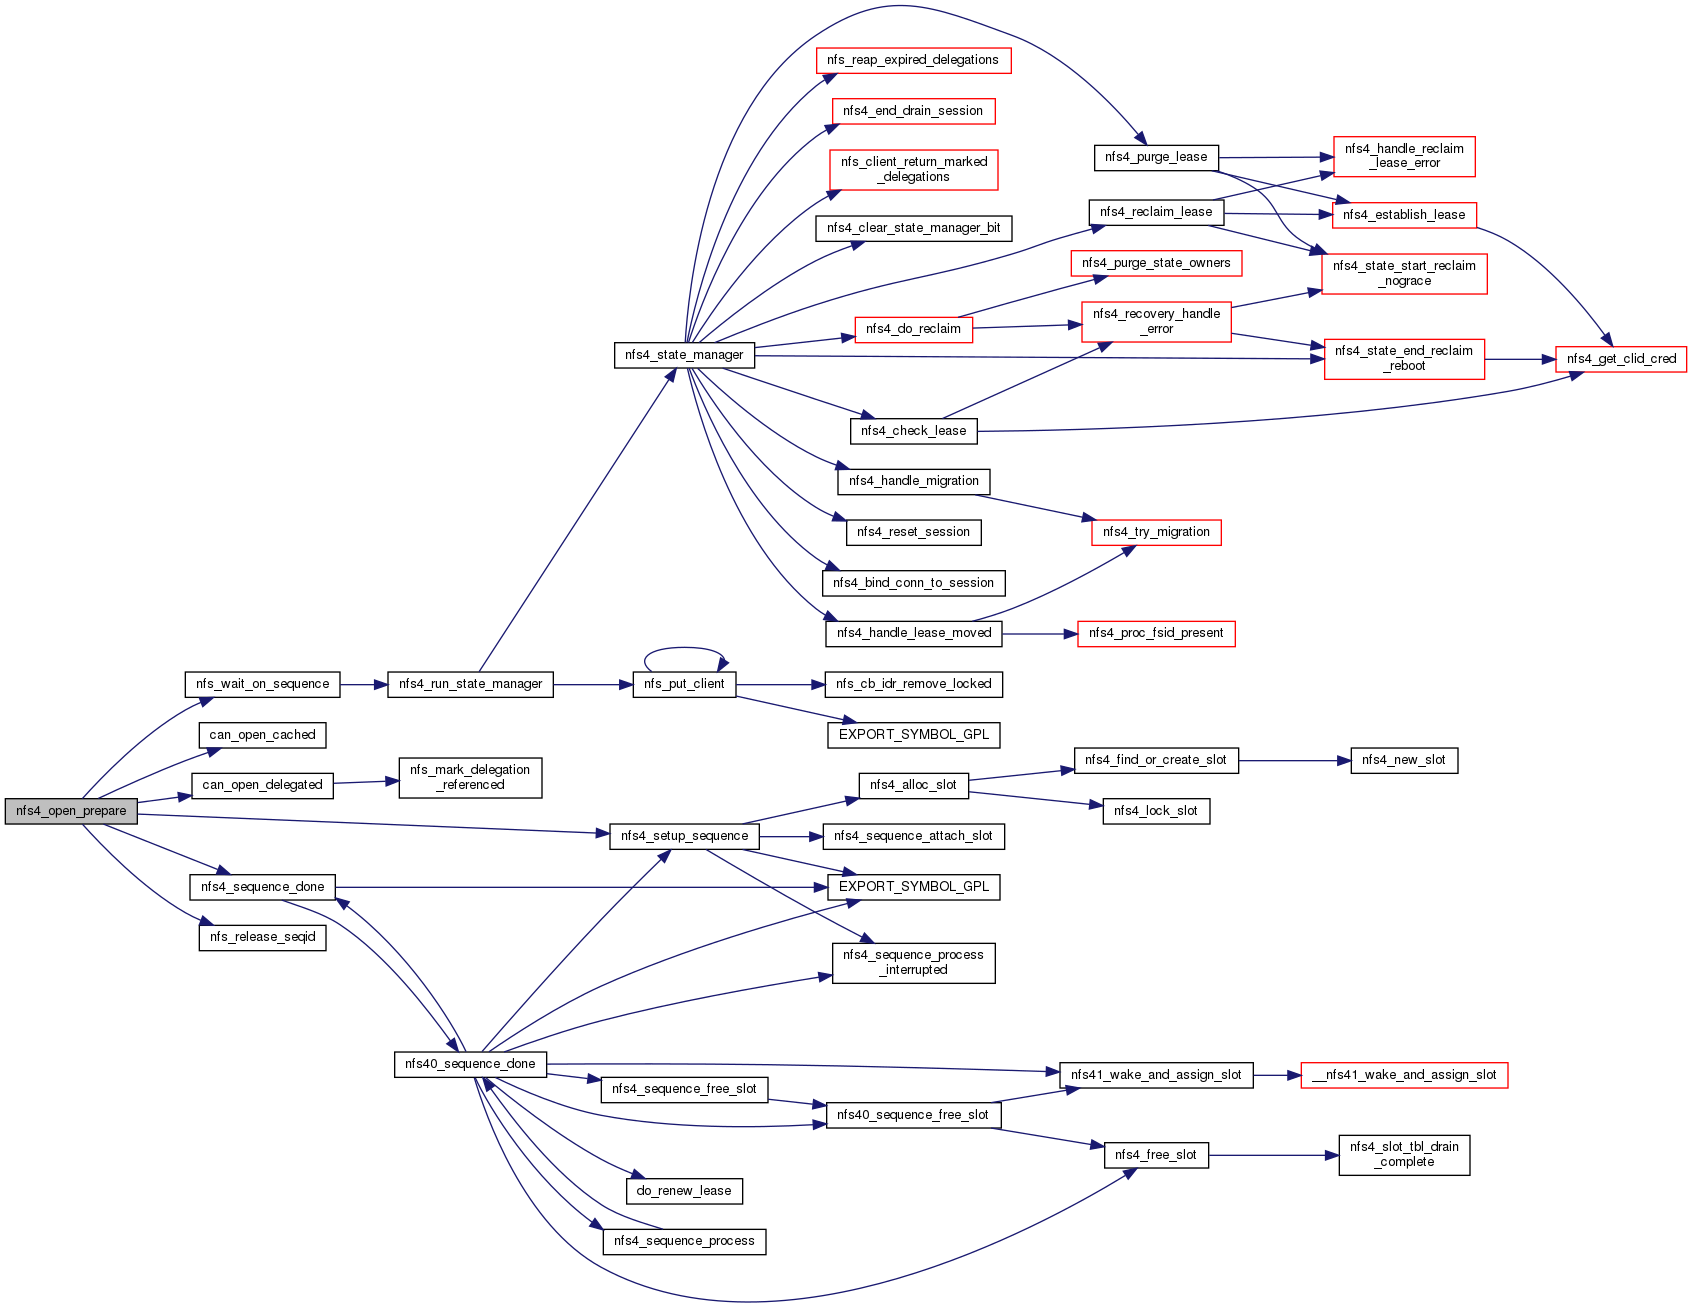 nfs_reap_expired_delegations
nfs4_end_drain_session
nfs_client_return_marked
_delegations
nfs4_clear_state_manager_bit
nfs4_purge_lease
nfs4_reclaim_lease
nfs4_handle_reclaim
_lease_error
nfs4_establish_lease
nfs4_purge_state_owners
nfs4_state_start_reclaim
_nograce
nfs4_do_reclaim
nfs4_recovery_handle
_error
nfs4_state_manager
nfs4_state_end_reclaim
_reboot
nfs4_get_clid_cred
nfs4_check_lease
nfs4_handle_migration
nfs4_reset_session
nfs4_try_migration
nfs4_bind_conn_to_session
nfs4_handle_lease_moved
nfs4_proc_fsid_present
nfs_wait_on_sequence
nfs4_run_state_manager
nfs_put_client
nfs_cb_idr_remove_locked
can_open_cached
EXPORT_SYMBOL_GPL
can_open_delegated
nfs_mark_delegation
_referenced
nfs4_alloc_slot
nfs4_find_or_create_slot
nfs4_new_slot
nfs4_open_prepare
nfs4_lock_slot
nfs4_setup_sequence
nfs4_sequence_attach_slot
nfs4_sequence_done
EXPORT_SYMBOL_GPL
nfs_release_seqid
nfs4_sequence_process
_interrupted
nfs40_sequence_done
nfs4_sequence_free_slot
nfs41_wake_and_assign_slot
__nfs41_wake_and_assign_slot
nfs40_sequence_free_slot
nfs4_free_slot
nfs4_slot_tbl_drain
_complete
do_renew_lease
nfs4_sequence_process